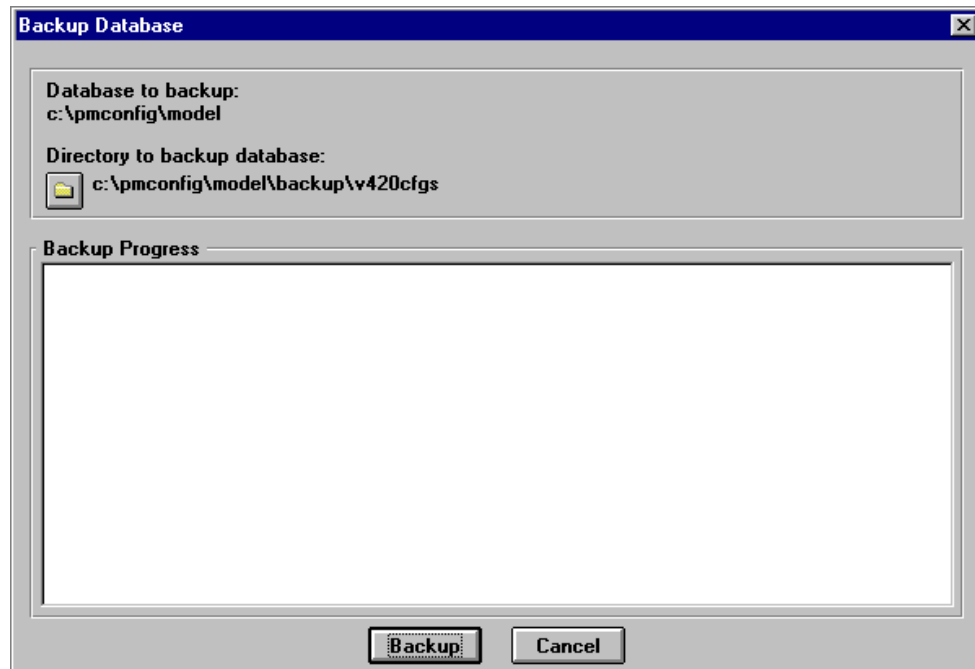 Backup Database
Database to backup:
c:\pmconfig\model
Directory to backup database:
c:\pmconfig\model\backup\v420cfgs
Backup Progress
Backup
Cancel